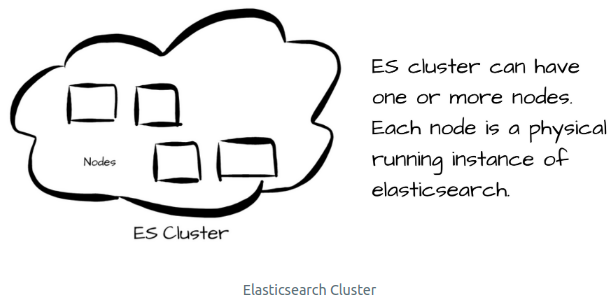 ES cluster can have
one or more nodes.
Each node is a physical
running instance of
elasticsearch.
Nodes
ES Cluster
Elasticsearch Cluster